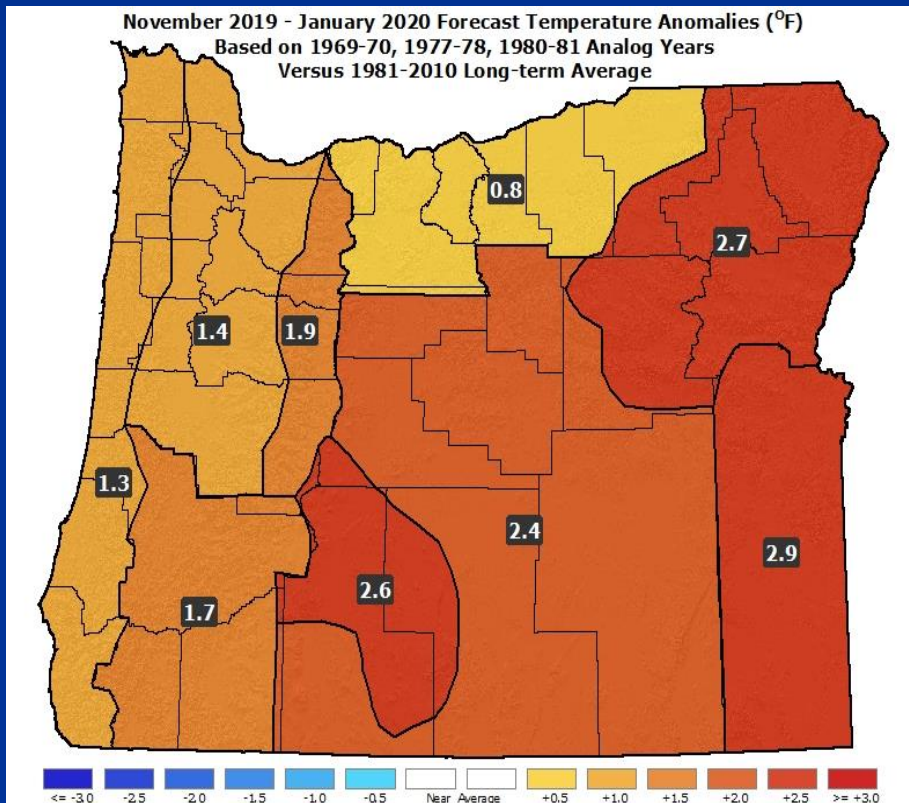 November 2019 - January 2020 Forecast Temperature Anomalies (°F)
Based on 1969-70, 1977-78, 1980-81 Analog Years
Versus 1981-2010 Long-term Average
0.8
2.7
1.4
1.9
1.3
2.4
2.9
2.6
1.7
<= -3.0 -2.5 -2.0 -1.5 -1.0 -0.5 Near Average +0.5 +1.0 +1.5 +2.0 +2.5 >= +3.0